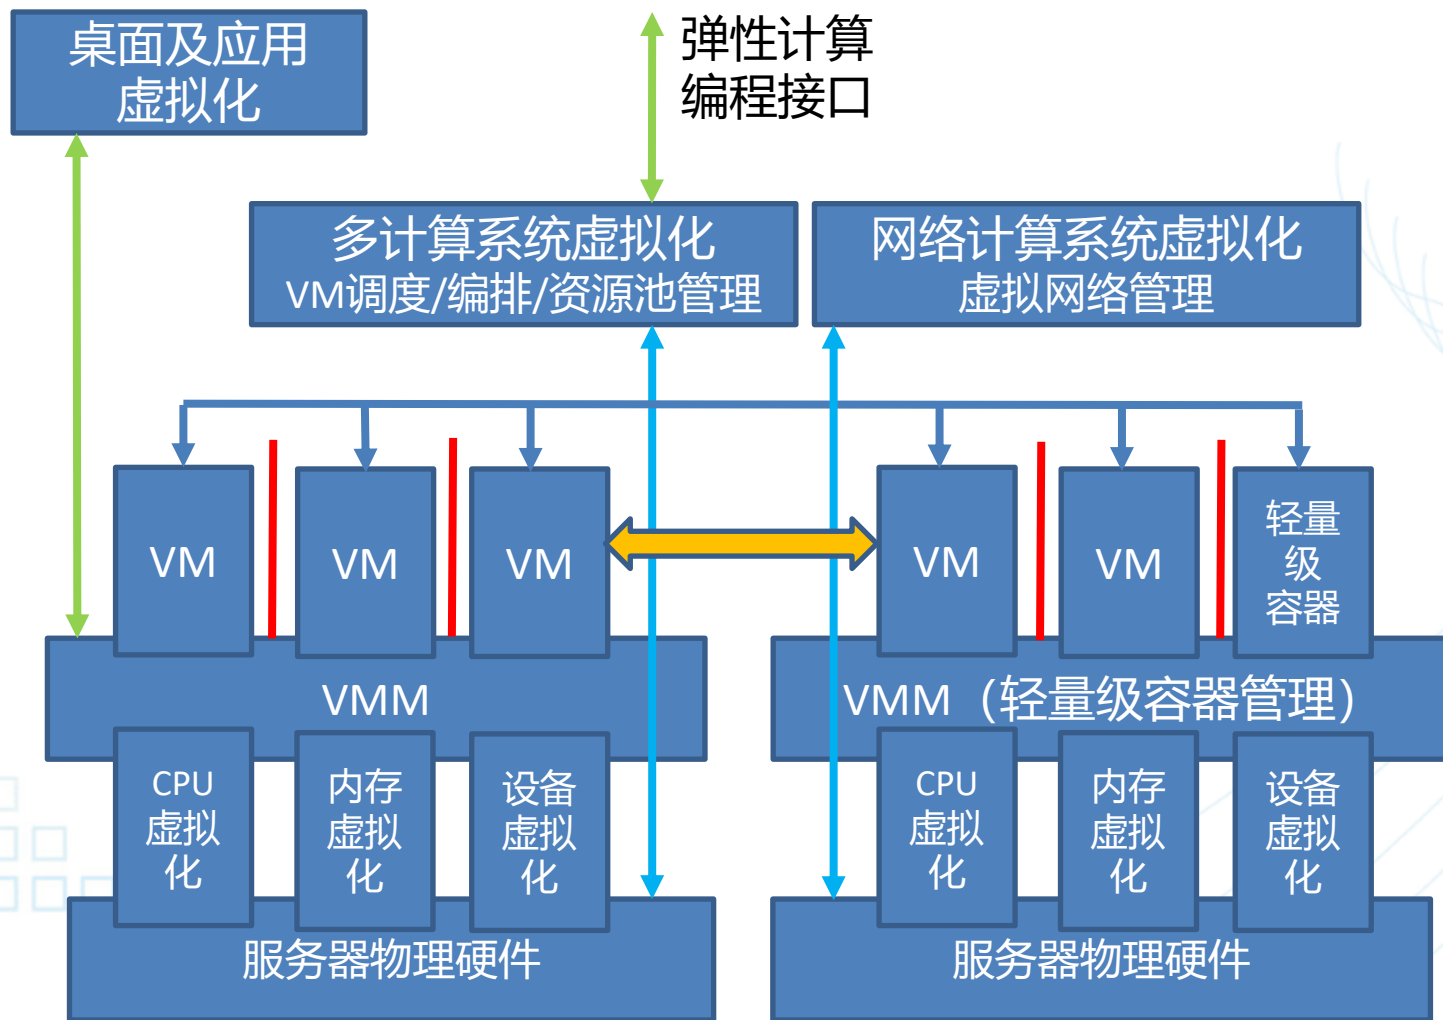 桌面及应用
虚拟化
弹性计算
编程接口
多计算系统虚拟化
VM调度/编排/资源池管理
网络计算系统虚拟化
虚拟网络管理
VM
VM
VM
VM
VM
轻量
级
容器
VMM
VMM（轻量级容器管理）
CPU
虚拟
化
内存
虚拟
化
设备
虚拟
化
CPU
虚拟
化
内存
虚拟
化
设备
虚拟
化
服务器物理硬件
服务器物理硬件